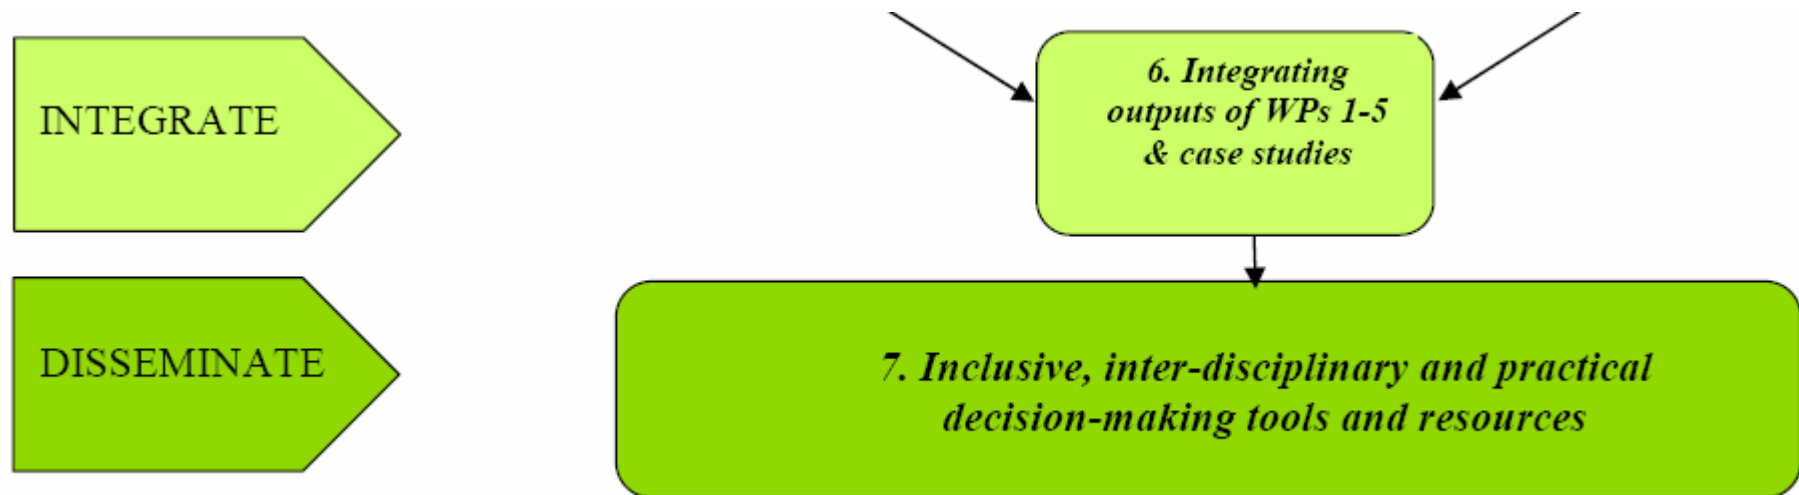 INTEGRATE
6. Integrating
outputs of WPs 1-5
& case studies
DISSEMINATE
7. Inclusive, inter-disciplinary and practical
decision-making tools and resources